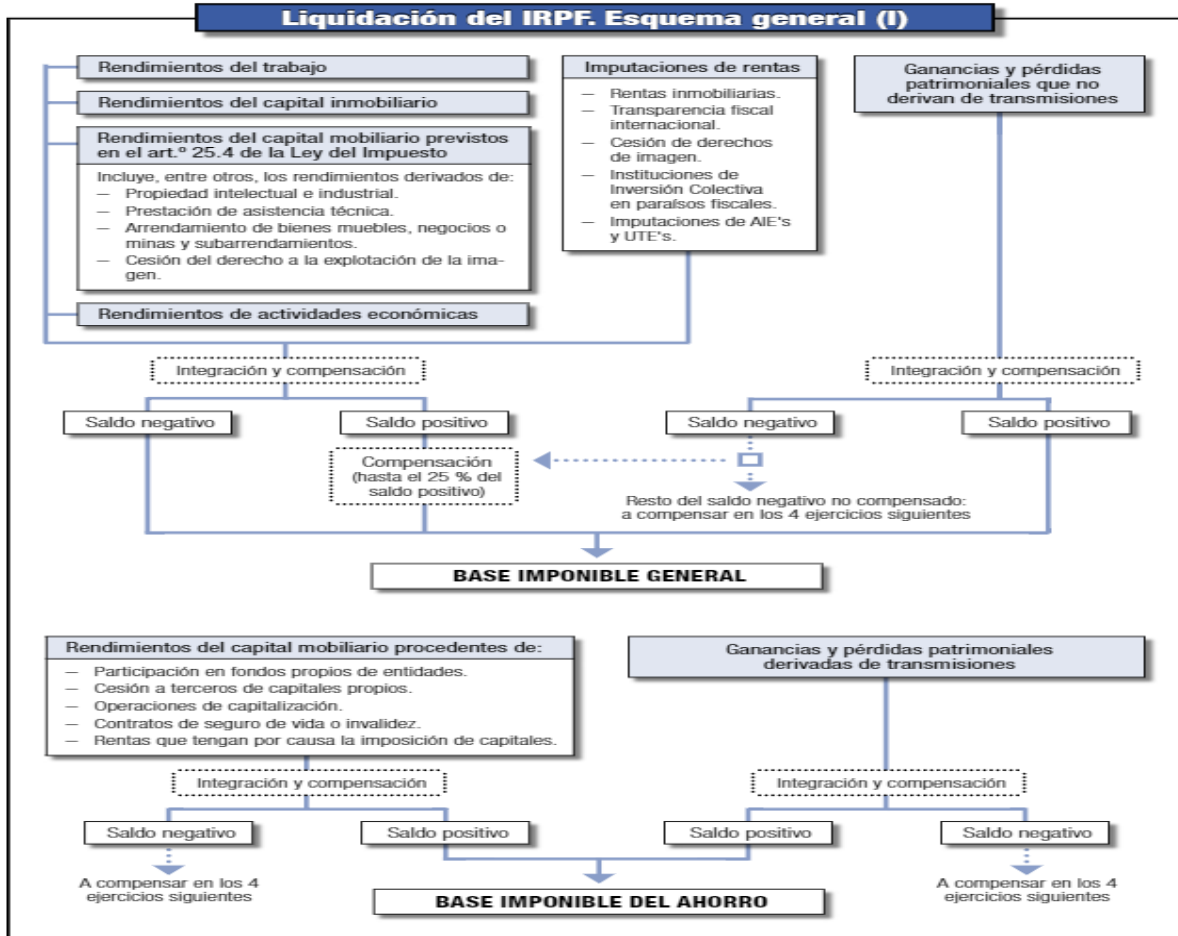 Liquidación del IRPF. Esquema general (I)
Rendimientos del trabajo
Rendimientos del capital inmobiliario
Rendimientos del capital mobiliario previstos
en el art.º 25.4 de la Ley del Impuesto
Incluye, entre otros, los rendimientos derivados de:
— Propiedad intelectual e industrial.
— Prestación de asistencia técnica.
— Arrendamiento de bienes muebles, negocios o
minas y subarrendamientos.
— Cesión del derecho a la explotación de la ima-
gen.
Rendimientos de actividades económicas
Imputaciones de rentas
— Rentas inmobiliarias.
— Transparencia fiscal
internacional.
— Cesión de derechos
de imagen.
— Instituciones de
Inversión Colectiva
en paraísos fiscales.
— Imputaciones de AIE's
y UTE's.
Ganancias y pérdidas
patrimoniales que no
derivan de transmisiones
Integración y compensación
Integración y compensación
Saldo negativo
Saldo positivo
Saldo negativo
Saldo positivo
Compensación
(hasta el 25 % del
saldo positivo)
Resto del saldo negativo no compensado:
a compensar en los 4 ejercicios siguientes
BASE IMPONIBLE GENERAL
Rendimientos del capital mobiliario procedentes de:
— Participación en fondos propios de entidades.
— Cesión a terceros de capitales propios.
— Operaciones de capitalización.
— Contratos de seguro de vida o invalidez.
— Rentas que tengan por causa la imposición de capitales.
Ganancias y pérdidas patrimoniales
derivadas de transmisiones
Integración y compensación
Integración y compensación
Saldo negativo
Saldo positivo
Saldo positivo
Saldo negativo
A compensar en los 4
ejercicios siguientes
A compensar en los 4
ejercicios siguientes
BASE IMPONIBLE DEL AHORRO